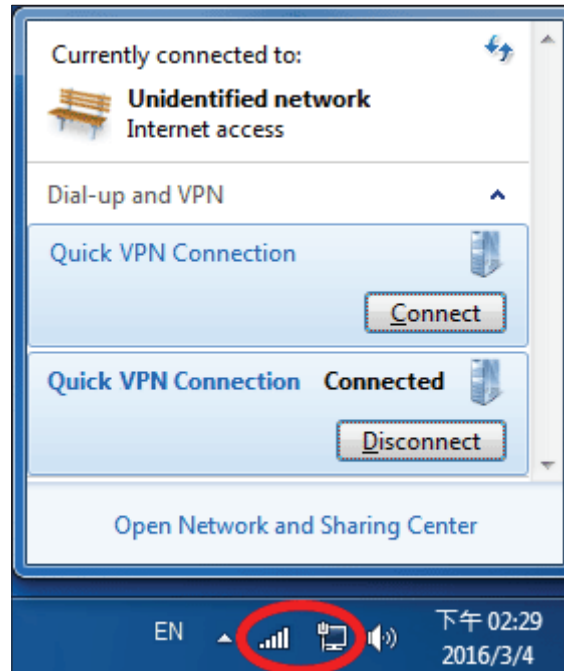 Currently connected to:
Unidentified network
Internet access
Dial-up and VPN
Quick VPN Connection
Connect
Quick VPN Connection Connected
Disconnect
Open Network and Sharing Center
EN
下午 02:29
2016/3/4